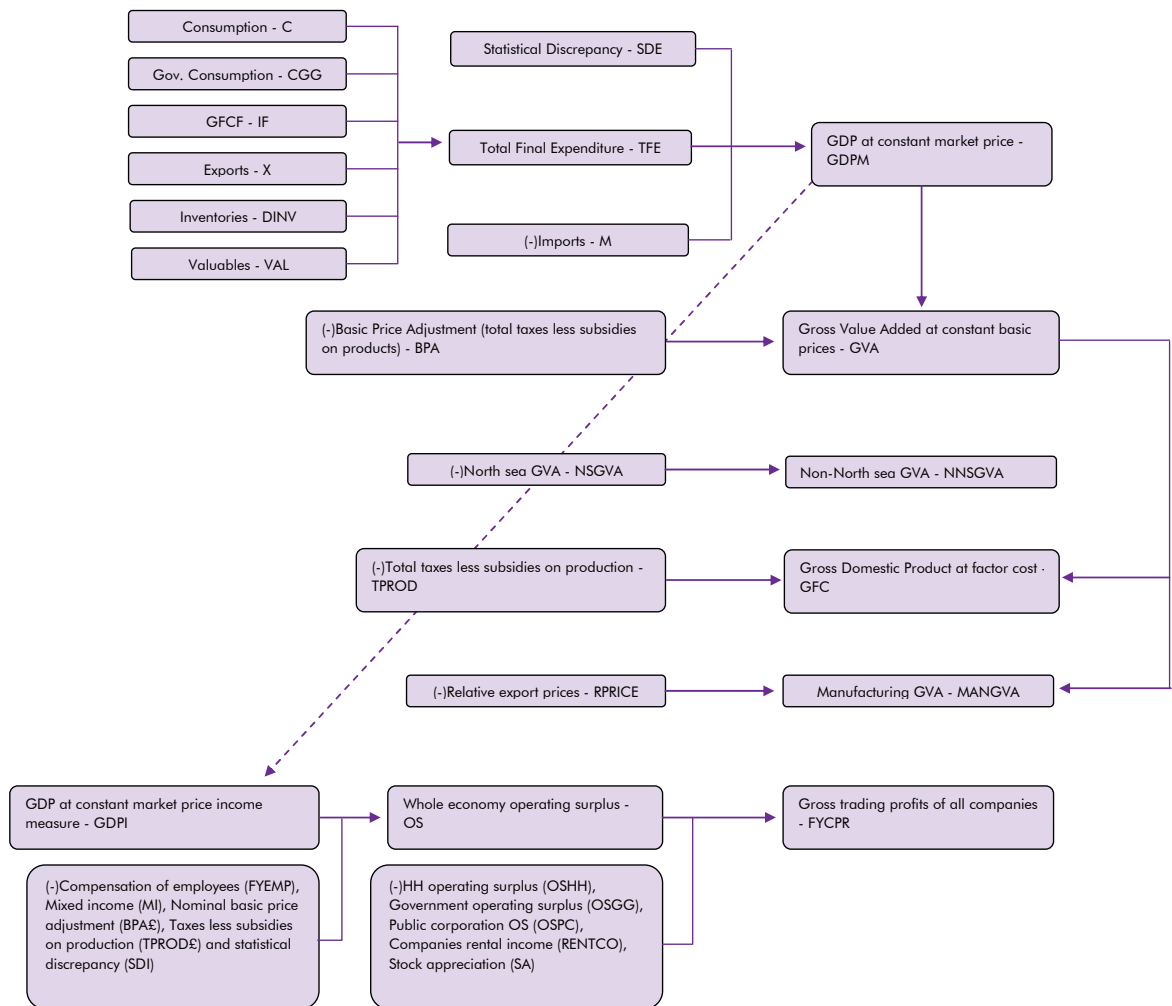 Consumption - C
Statistical Discrepancy - SDE
Gov. Consumption - CGG
GFCF - IF
Total Final Expenditure - TFE
GDP at constant market price -
GDPM
Exports - X
Inventories - DINV
(-)Imports - M
Valuables - VAL
(-)Basic Price Adjustment (total taxes less subsidies
on products) - BPA
Gross Value Added at constant basic
prices - GVA
(-)North sea GVA - NSGVA
Non-North sea GVA - NNSGVA
(-)Total taxes less subsidies on production -
TPROD
Gross Domestic Product at factor cost -
GFC
(-)Relative export prices - RPRICE
Manufacturing GVA - MANGVA
GDP at constant market price income
measure - GDPI
Whole economy operating surplus -
OS
Gross trading profits of all companies
- FYCPR
(-)Compensation of employees (FYEMP),
Mixed income (MI), Nominal basic price
adjustment (BPA£), Taxes less subsidies
on production (TPROD£) and statistical
discrepancy (SDI)
(-)HH operating surplus (OSHH),
Government operating surplus (OSGG),
Public corporation OS (OSPC),
Companies rental income (RENTCO),
Stock appreciation (SA)